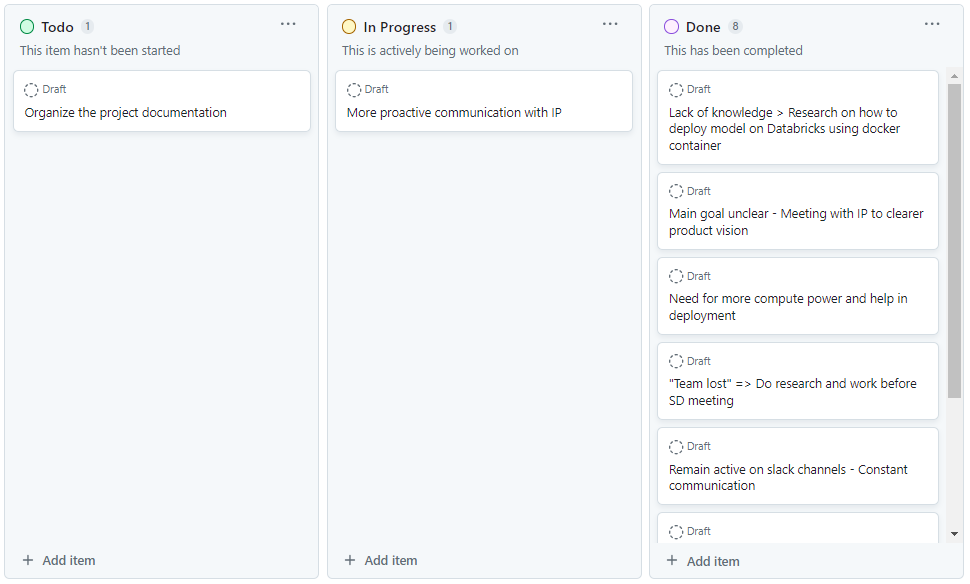 Todo 1
This item hasn't been started
Draft
Organize the project documentation
+ Add item
In Progress 1
This is actively being worked on
Draft
More proactive communication with IP
+ Add item
Done 8
This has been completed
Draft
Lack of knowledge > Research on how to
deploy model on Databricks using docker
container
Draft
Main goal unclear - Meeting with IP to clearer
product vision
Draft
Need for more compute power and help in
deployment
Draft
"Team lost" => Do research and work before
SD meeting
Draft
Remain active on slack channels - Constant
communication
Draft
+ Add item